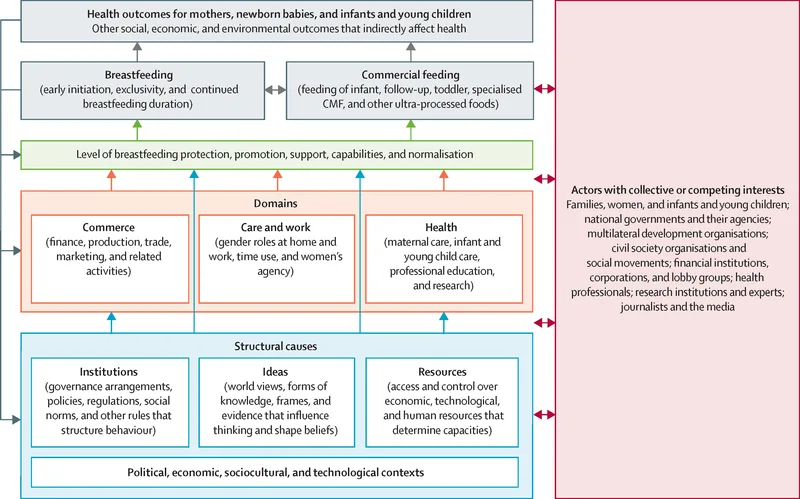 Health outcomes for mothers, newborn babies, and infants and young children
Other social, economic, and environmental outcomes that indirectly affect health
Breastfeeding
(early initiation, exclusivity, and continued
breastfeeding duration)
Commercial feeding
(feeding of infant, follow-up, toddler, specialised
CMF, and other ultra-processed foods)
Level of breastfeeding protection, promotion, support, capabilities, and normalisation
Domains
Commerce
(finance, production, trade,
marketing, and related
activities)
Care and work
(gender roles at home and
work, time use, and women's
agency)
Health
(maternal care, infant and
young child care,
professional education,
and research)
Structural causes
Institutions
(governance arrangements,
policies, regulations, social
norms, and other rules that
structure behaviour)
Ideas
(world views, forms of
knowledge, frames, and
evidence that influence
thinking and shape beliefs)
Resources
(access and control over
economic, technological,
and human resources that
determine capacities)
Political, economic, sociocultural, and technological contexts
Actors with collective or competing interests
Families, women, and infants and young children;
national governments and their agencies;
multilateral development organisations;
civil society organisations and
social movements; financial institutions,
corporations, and lobby groups; health
professionals; research institutions and experts;
journalists and the media